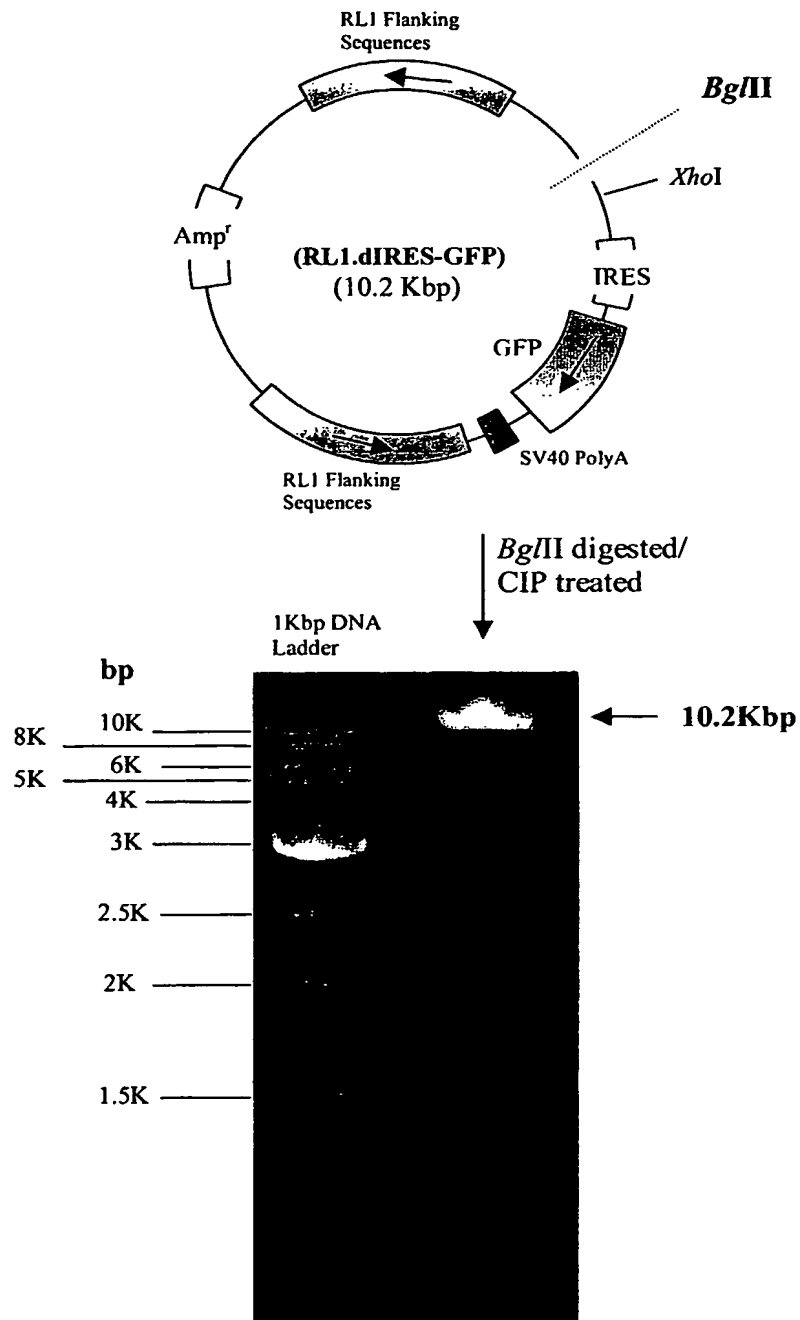 RL1 Flanking
Sequences
BglII
XhoI
Ampʳ
(RL1.dIRES-GFP)
(10.2 Kbp)
IRES
GFP
SV40 PolyA
RL1 Flanking
Sequences
BglII digested/
CIP treated
1Kbp DNA
Ladder
bp
10K
8K
6K
5K
4K
3K
2.5K
2K
1.5K
10.2Kbp